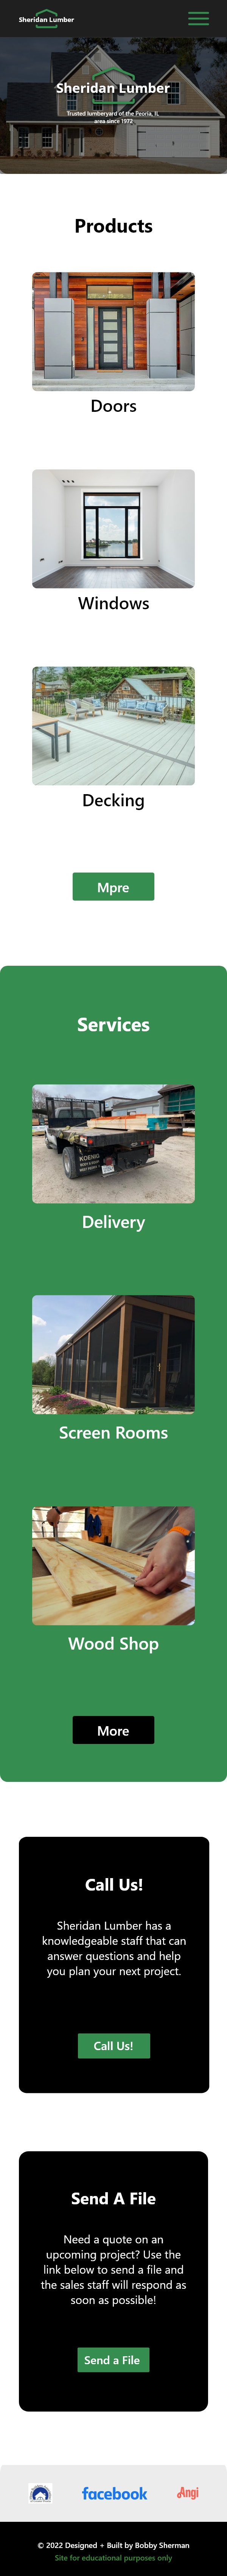 Sheridan Lumber
Sheridan Lumber
Trusted lumberyard of the Peoria, IL
area since 1972
Products
Doors
Windows
Decking
Mpre
Services
KOENIG
Delivery
Screen Rooms
Wood Shop
More
Call Us!
Sheridan Lumber has a
knowledgeable staff that can
answer questions and help
you plan your next project.
Call Us!
Send A File
Need a quote on an
upcoming project? Use the
link below to send a file and
the sales staff will respond as
soon as possible!
Send a File
facebook
Angi
© 2022 Designed + Built by Bobby Sherman
Site for educational purposes only